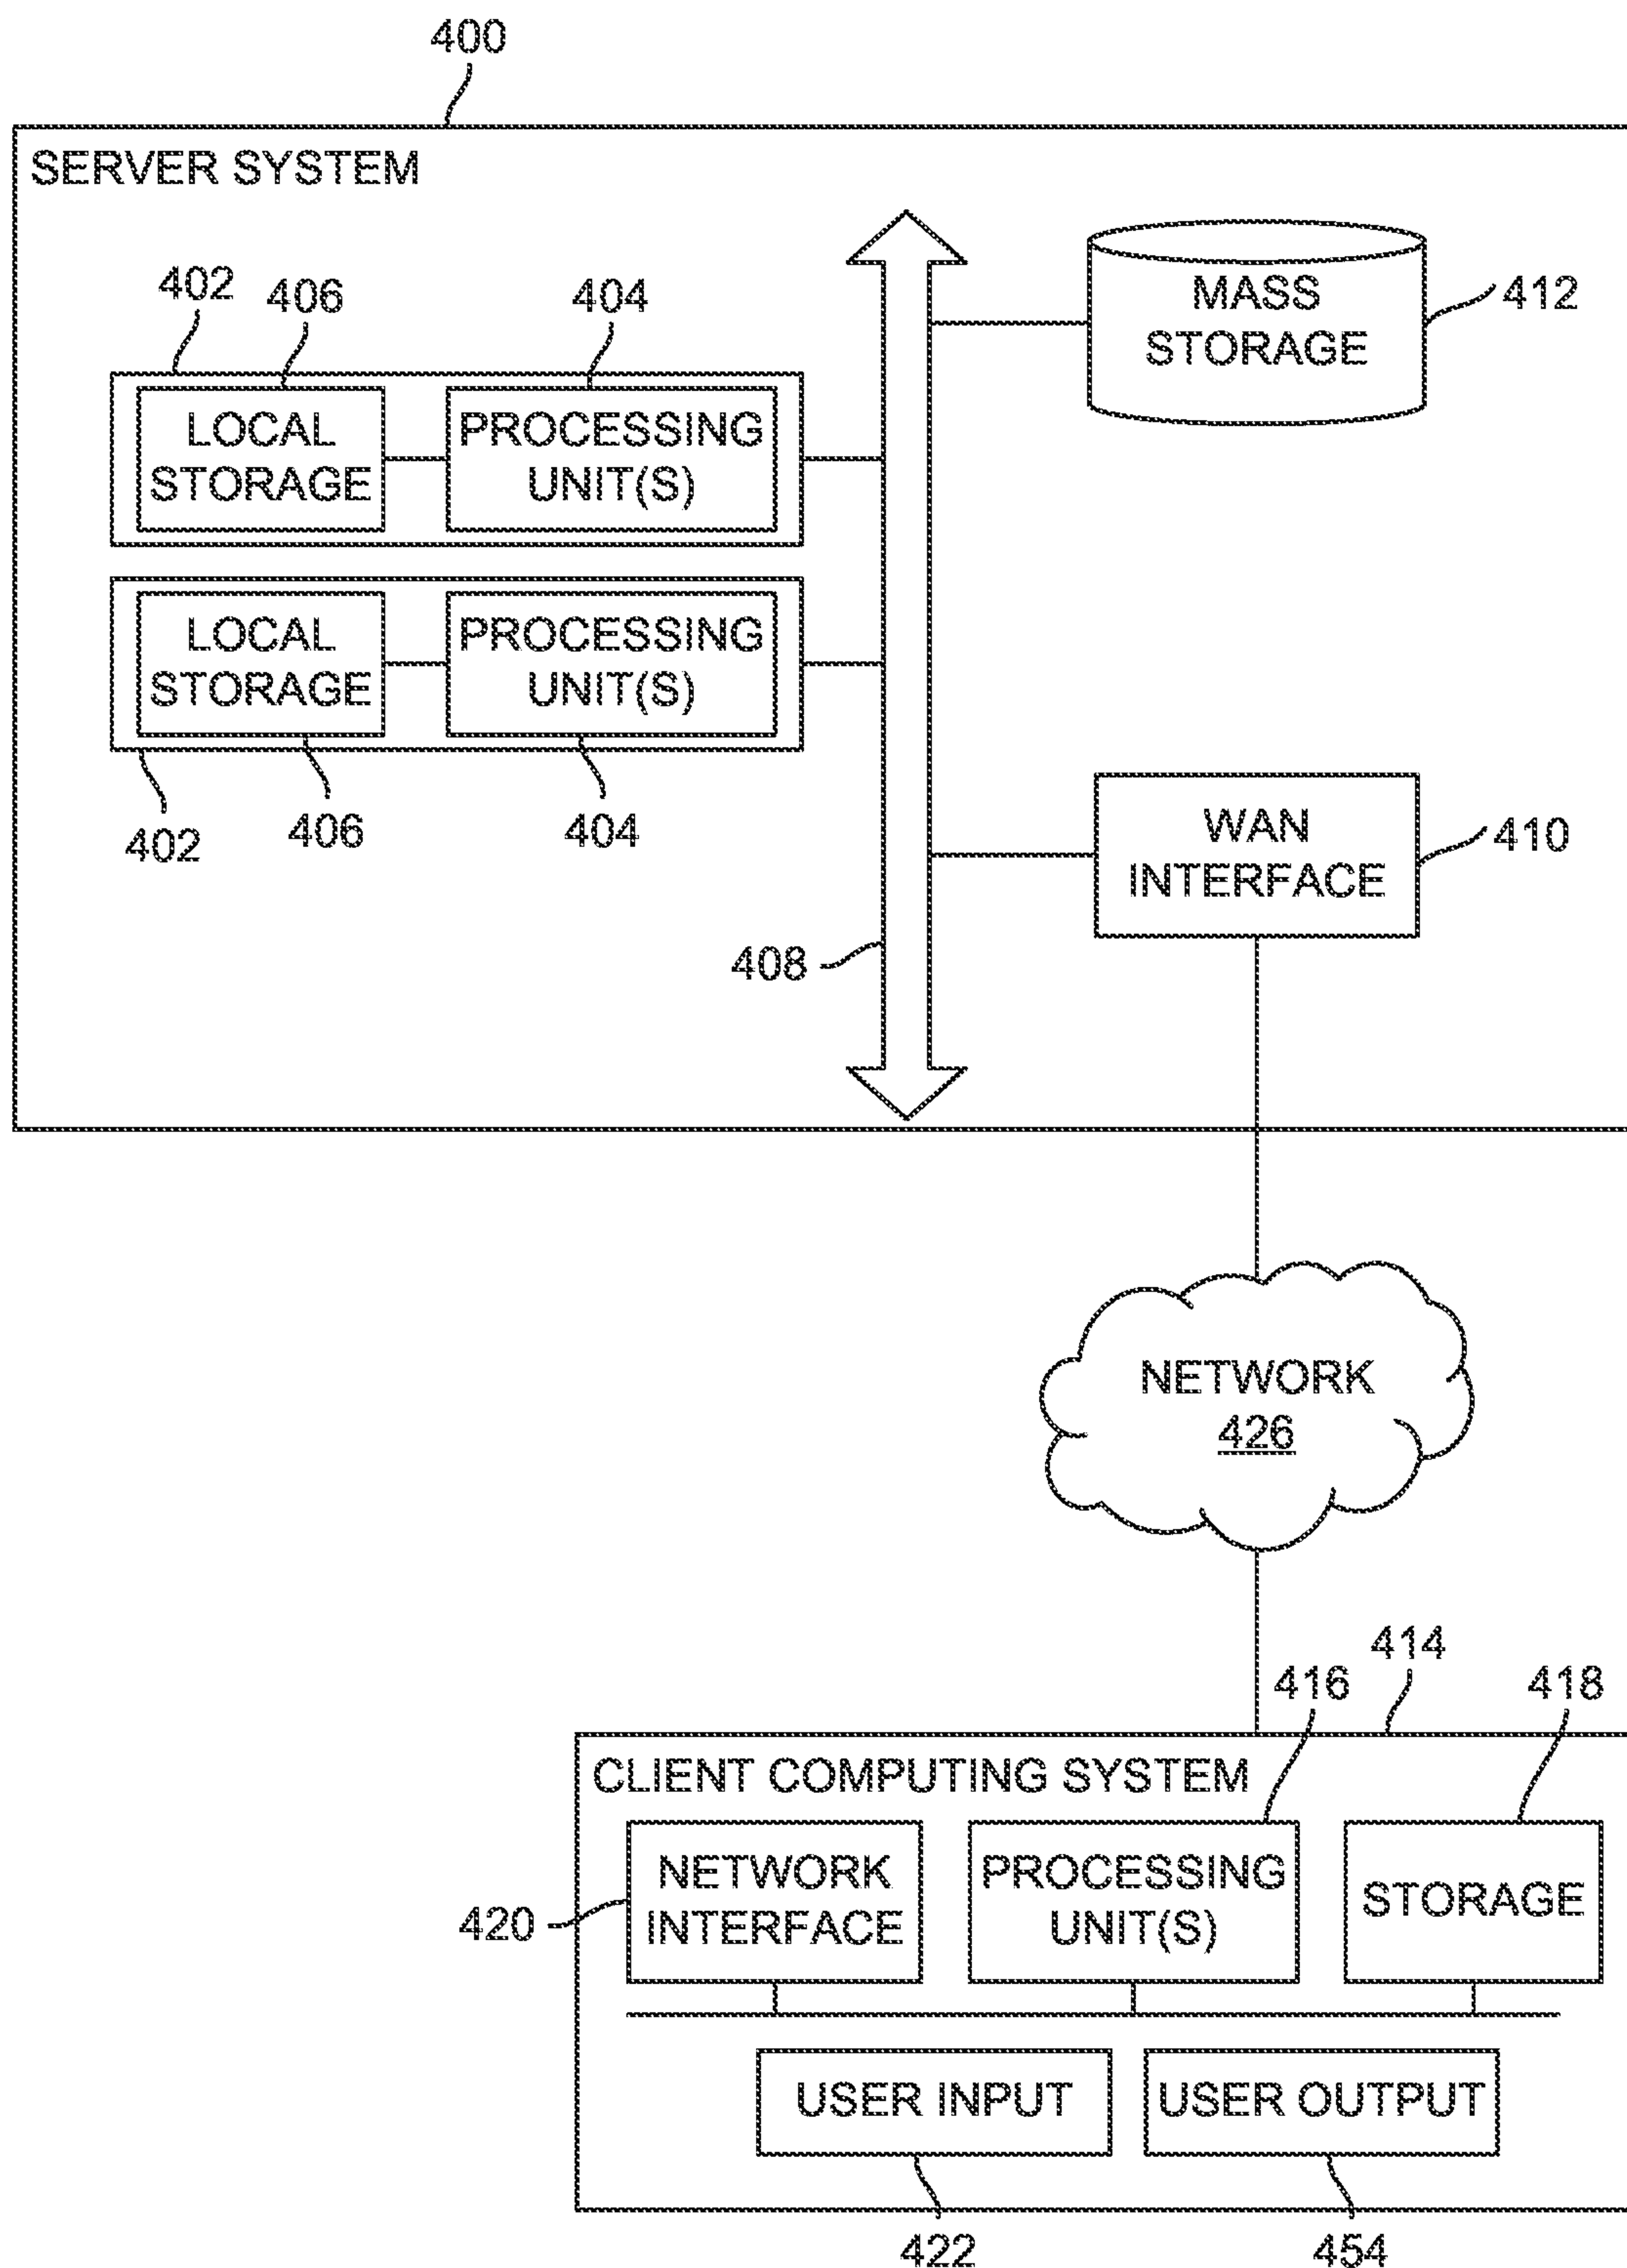 400
SERVER SYSTEM
402
406
404
MASS
STORAGE
412
LOCAL
STORAGE
PROCESSING
UNIT(S)
LOCAL
STORAGE
PROCESSING
UNIT(S)
402
406
404
WAN
INTERFACE
410
408
NETWORK
426
414
416
418
CLIENT COMPUTING SYSTEM
NETWORK
INTERFACE
PROCESSING
UNIT(S)
STORAGE
420
USER INPUT
USER OUTPUT
422
454